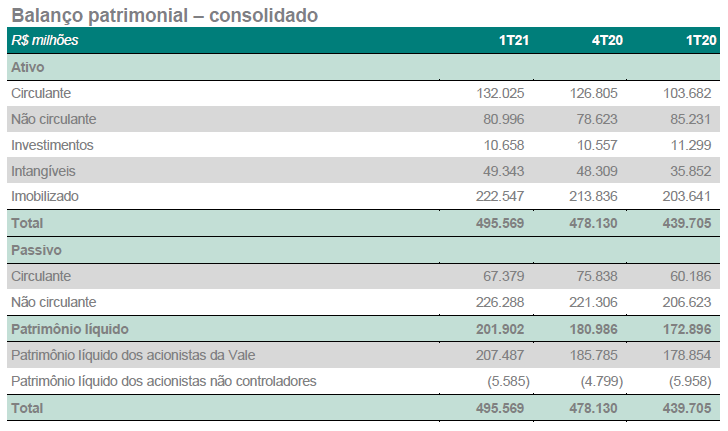 Balanço patrimonial – consolidado
R$ milhões 1T21 4T20 1T20
Ativo
Circulante 132.025 126.805 103.682
Não circulante 80.996 78.623 85.231
Investimentos 10.658 10.557 11.299
Intangíveis 49.343 48.309 35.852
Imobilizado 222.547 213.836 203.641
Total 495.569 478.130 439.705
Passivo
Circulante 67.379 75.838 60.186
Não circulante 226.288 221.306 206.623
Patrimônio líquido 201.902 180.986 172.896
Patrimônio líquido dos acionistas da Vale 207.487 185.785 178.854
Patrimônio líquido dos acionistas não controladores (5.585) (4.799) (5.958)
Total 495.569 478.130 439.705